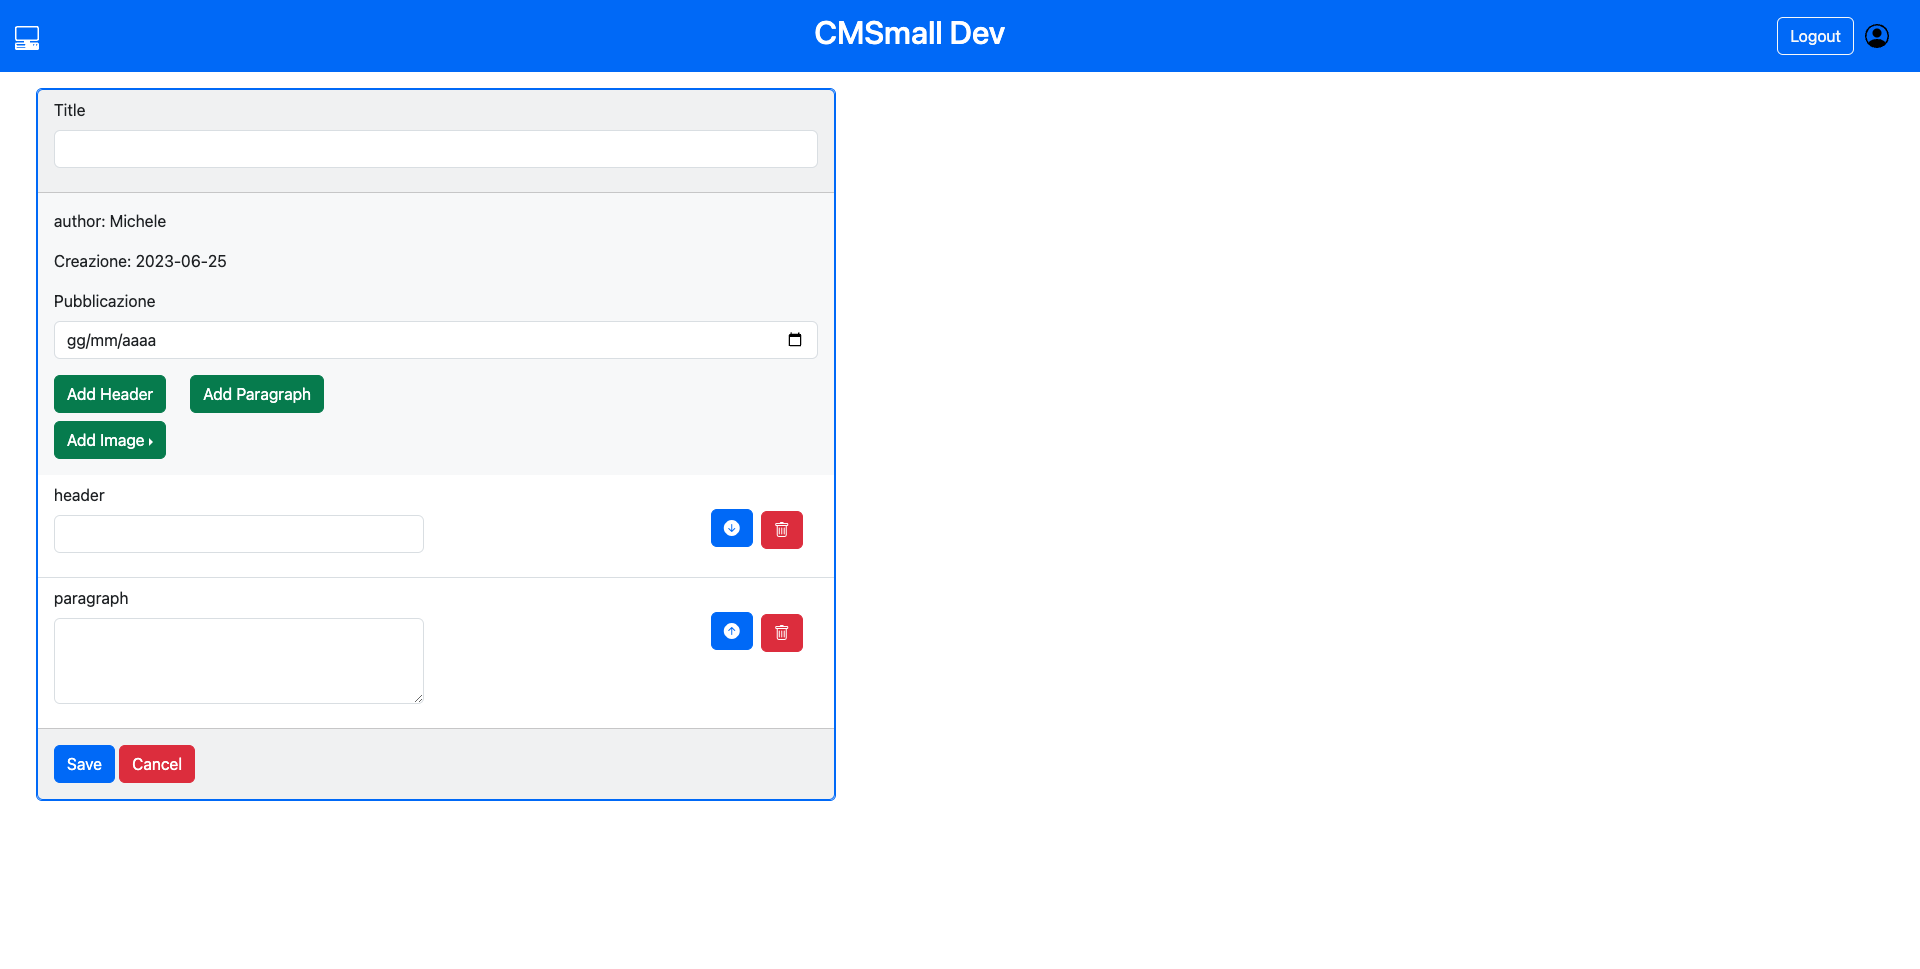 CMSmall Dev
Logout
Title
author: Michele
Creazione: 2023-06-25
Pubblicazione
gg/mm/aaaa
Add Header
Add Paragraph
Add Image
header
paragraph
Save
Cancel